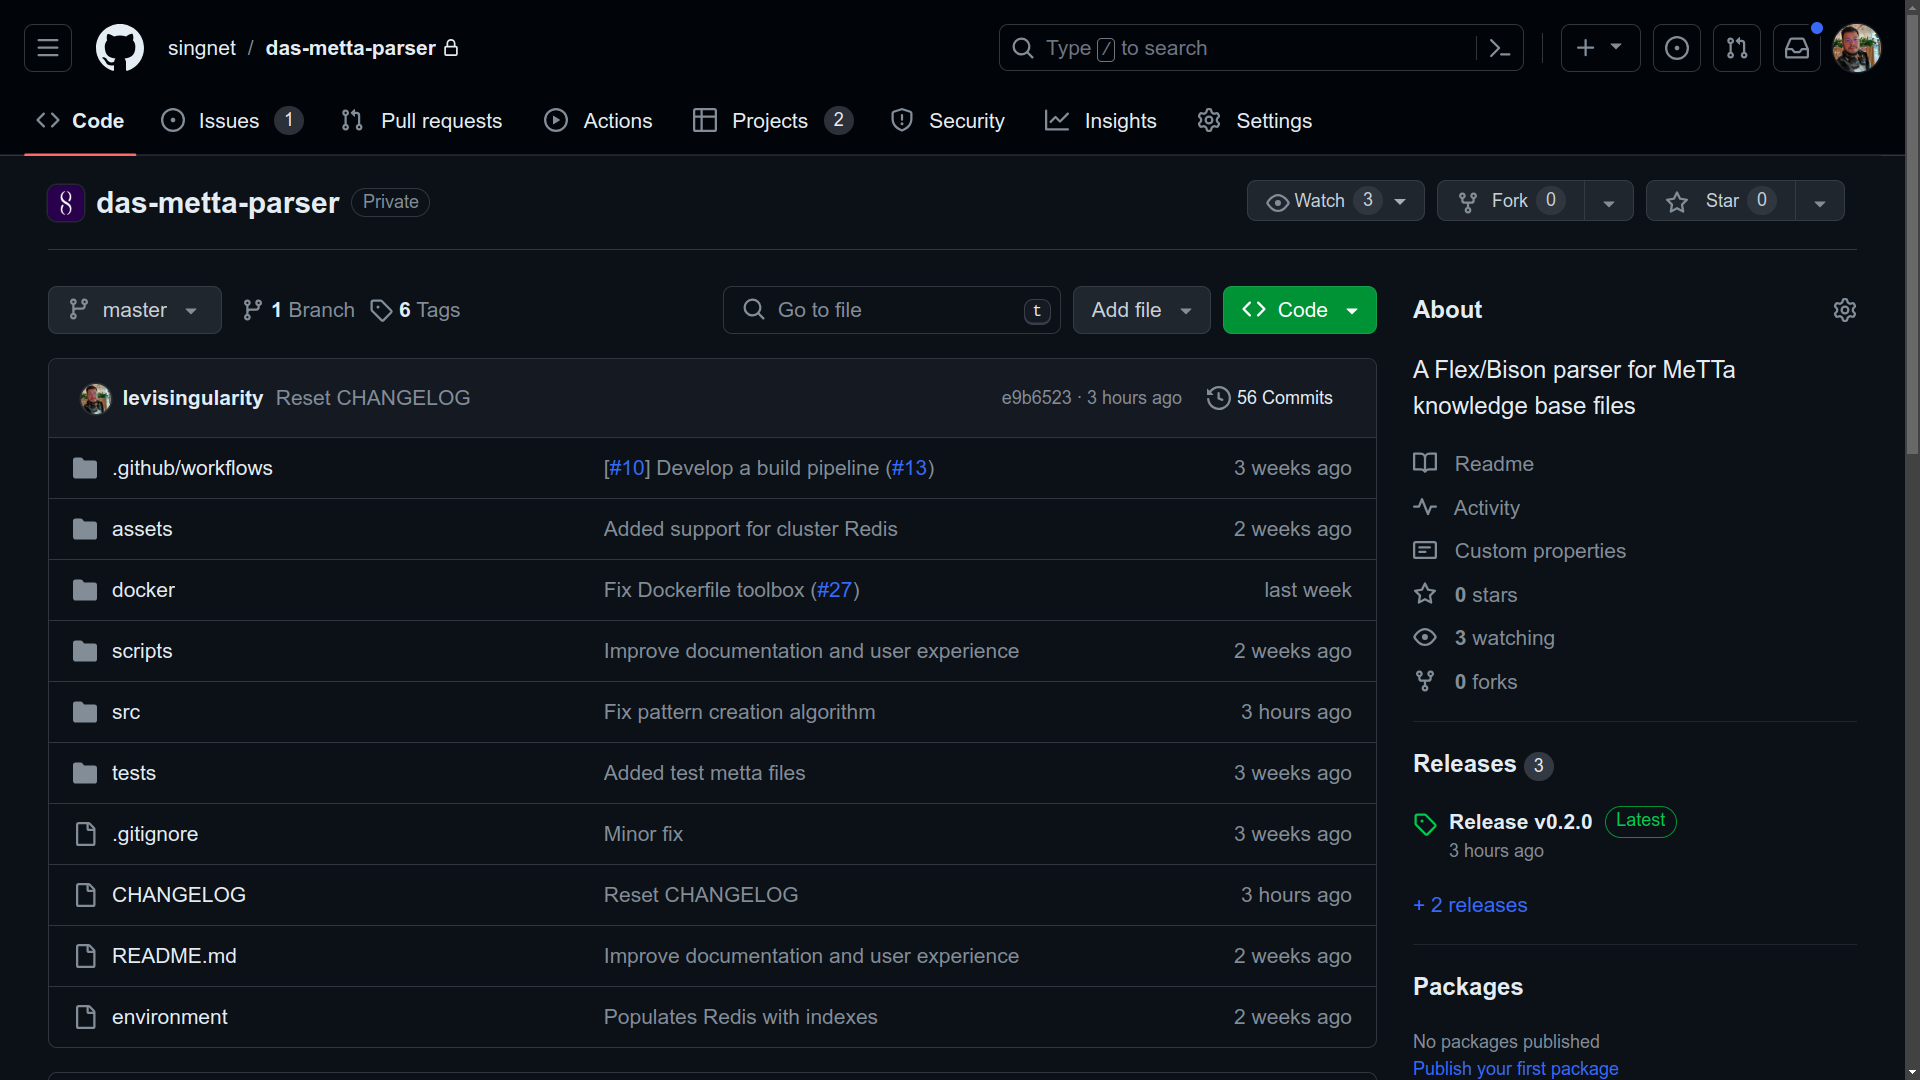 singnet / das-metta-parser
Type / to search
Code
Issues 1
Pull requests
Actions
Projects 2
Security
Insights
Settings
das-metta-parser Private
Watch 3
Fork 0
Star 0
master
1 Branch
6 Tags
Go to file t
Add file
Code
levisingularity Reset CHANGELOG e9b6523 · 3 hours ago 56 Commits
.github/workflows [#10] Develop a build pipeline (#13) 3 weeks ago
assets Added support for cluster Redis 2 weeks ago
docker Fix Dockerfile toolbox (#27) last week
scripts Improve documentation and user experience 2 weeks ago
src Fix pattern creation algorithm 3 hours ago
tests Added test metta files 3 weeks ago
.gitignore Minor fix 3 weeks ago
CHANGELOG Reset CHANGELOG 3 hours ago
README.md Improve documentation and user experience 2 weeks ago
environment Populates Redis with indexes 2 weeks ago
About
A Flex/Bison parser for MeTTa
knowledge base files
Readme
Activity
Custom properties
0 stars
3 watching
0 forks
Releases 3
Release v0.2.0 Latest
3 hours ago
+ 2 releases
Packages
No packages published
Publish your first package